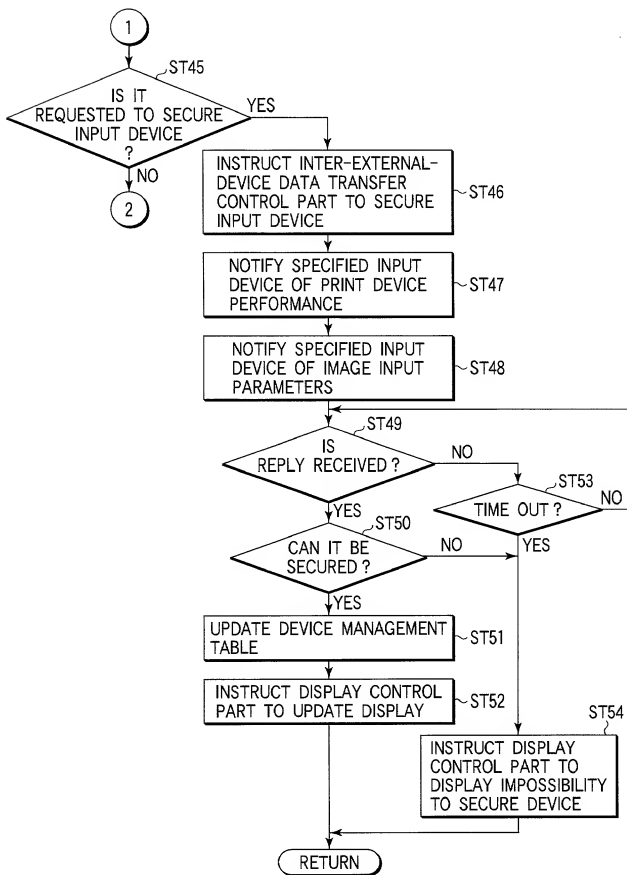 1
ST45
IS IT
REQUESTED TO SECURE
INPUT DEVICE
?
YES
NO
2
INSTRUCT INTER-EXTERNAL-
DEVICE DATA TRANSFER
CONTROL PART TO SECURE
INPUT DEVICE
ST46
NOTIFY SPECIFIED INPUT
DEVICE OF PRINT DEVICE
PERFORMANCE
ST47
NOTIFY SPECIFIED INPUT
DEVICE OF IMAGE INPUT
PARAMETERS
ST48
ST49
IS
REPLY RECEIVED ?
NO
YES
ST53
TIME OUT ?
NO
YES
ST50
CAN IT BE
SECURED ?
NO
YES
UPDATE DEVICE MANAGEMENT
TABLE
ST51
INSTRUCT DISPLAY CONTROL
PART TO UPDATE DISPLAY
ST52
ST54
INSTRUCT DISPLAY
CONTROL PART TO
DISPLAY IMPOSSIBILITY
TO SECURE DEVICE
RETURN